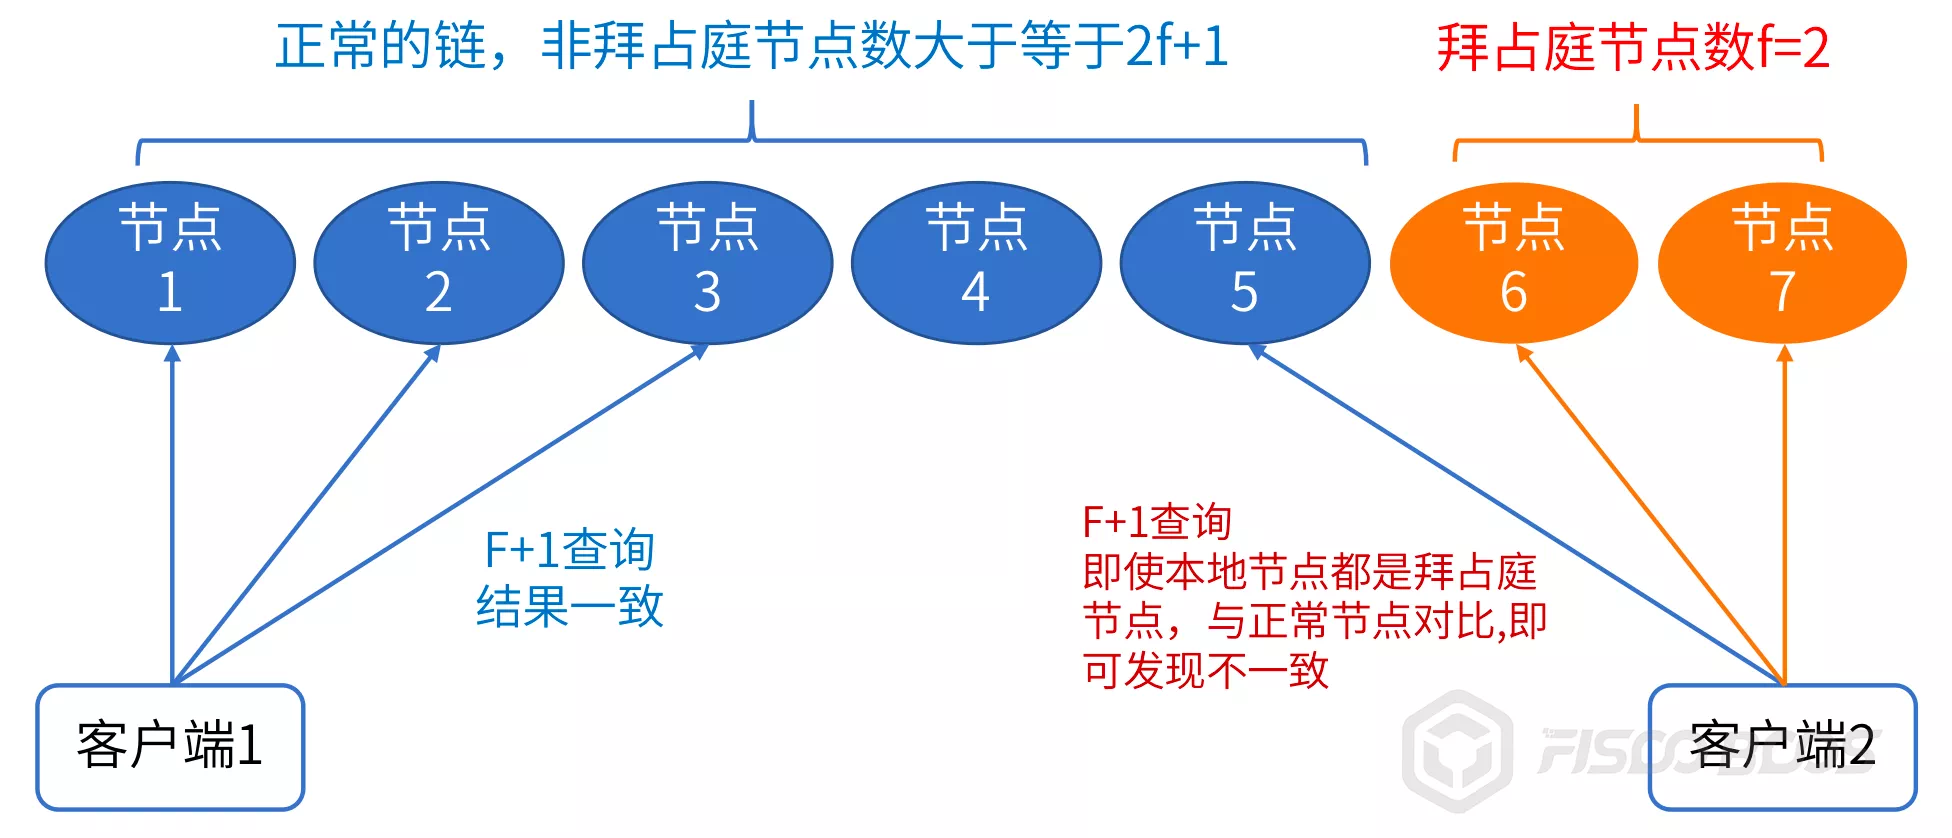 正常的链，非拜占庭节点数大于等于2f+1
拜占庭节点数f=2
节点
1
节点
2
节点
3
节点
4
节点
5
节点
6
节点
7
F+1查询
结果一致
F+1查询
即使本地节点都是拜占庭
节点，与正常节点对比,即
可发现不一致
客户端1
客户端2
FISCO BCOS